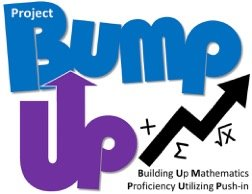 Project
Bump
Up
+ Σ √x
Building Up Mathematics
Proficiency Utilizing Push-in